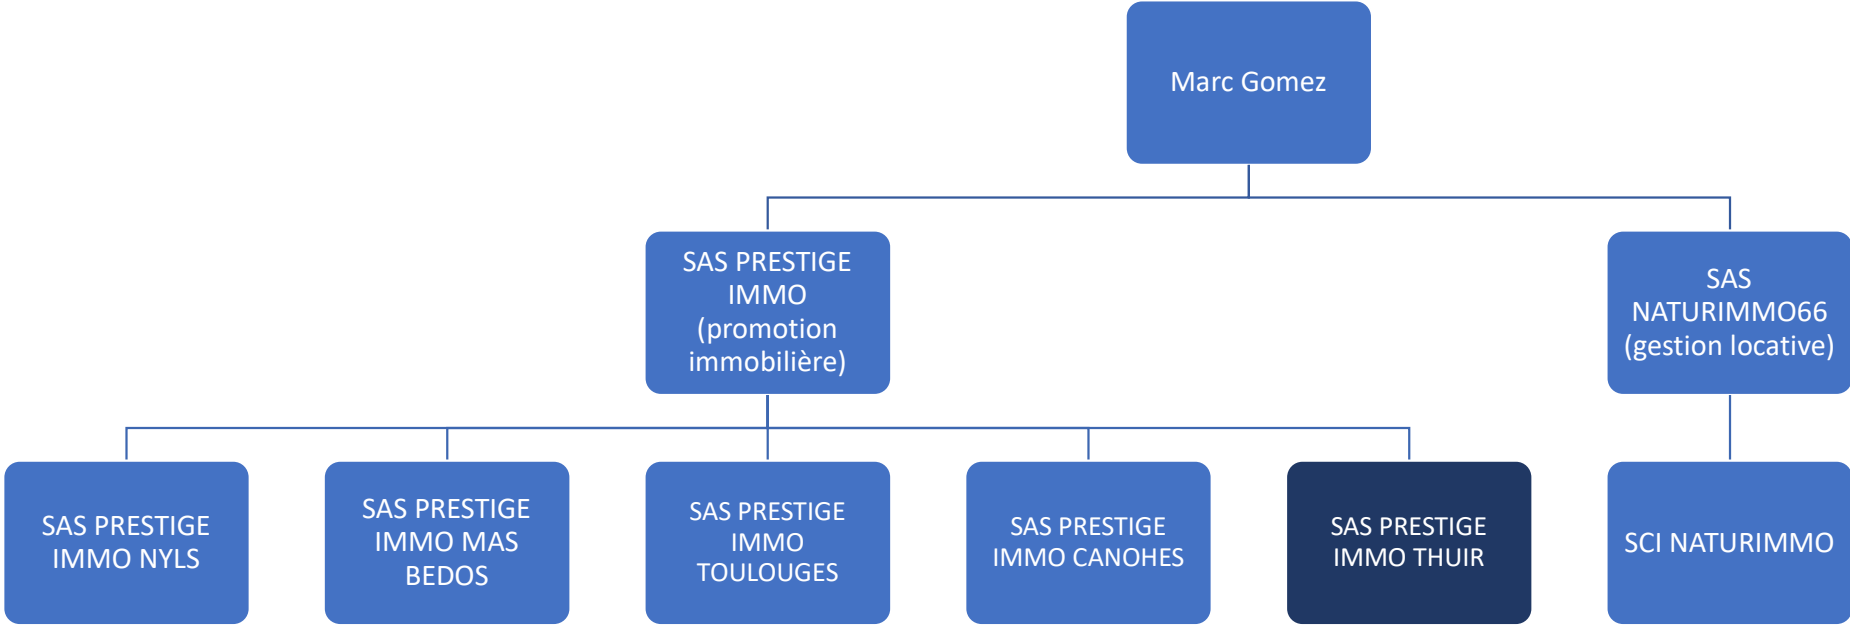 Marc Gomez
SAS PRESTIGE
IMMO
(promotion
immobilière)
SAS
NATURIMMO66
(gestion locative)
SAS PRESTIGE
IMMO NYLS
SAS PRESTIGE
IMMO MAS
BEDOS
SAS PRESTIGE
IMMO
TOULOUGES
SAS PRESTIGE
IMMO CANOHES
SAS PRESTIGE
IMMO THUIR
SCI NATURIMMO